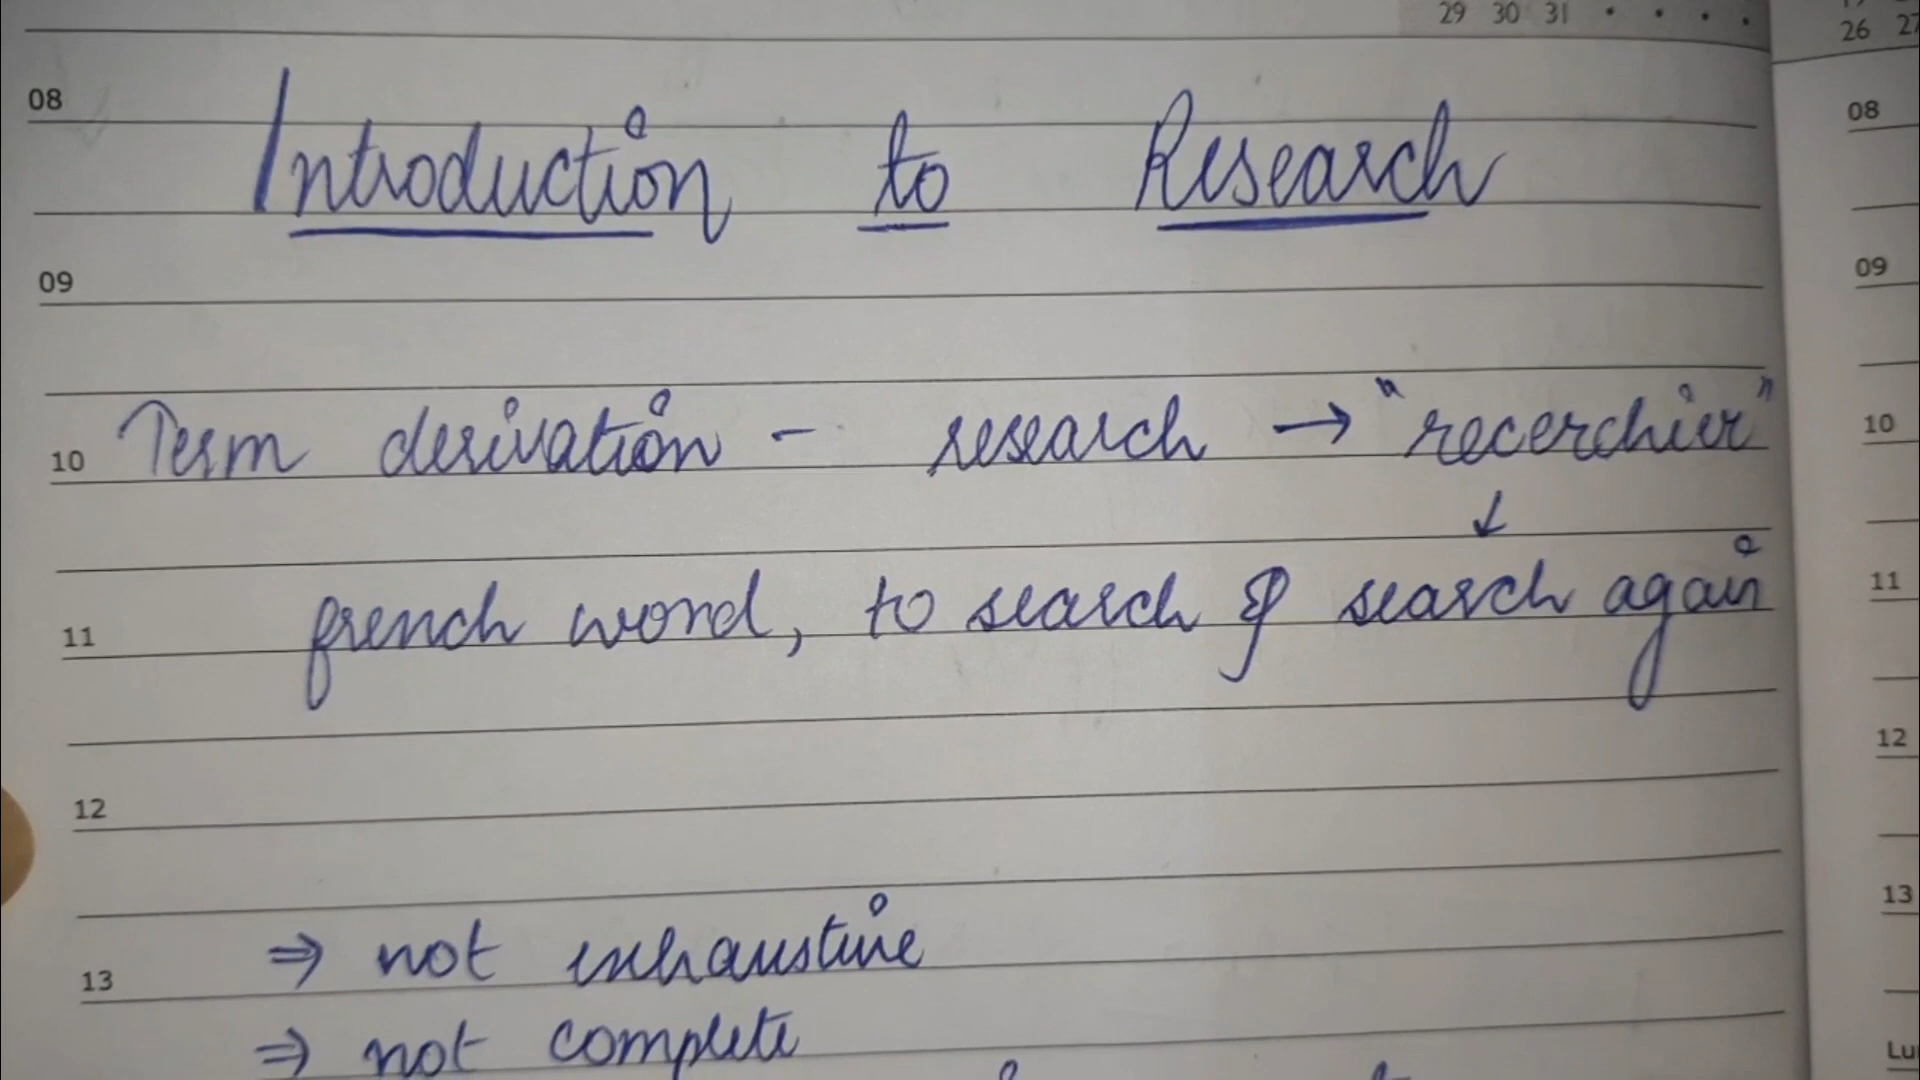 29 30 31
26 27
08
Introduction to Research
09
10 Term derivation - research → "recerchier"
↓
11 french word, to search & search again
12
⇒ not exhaustive
13
⇒ not complete
08
09
10
11
12
13
Lu